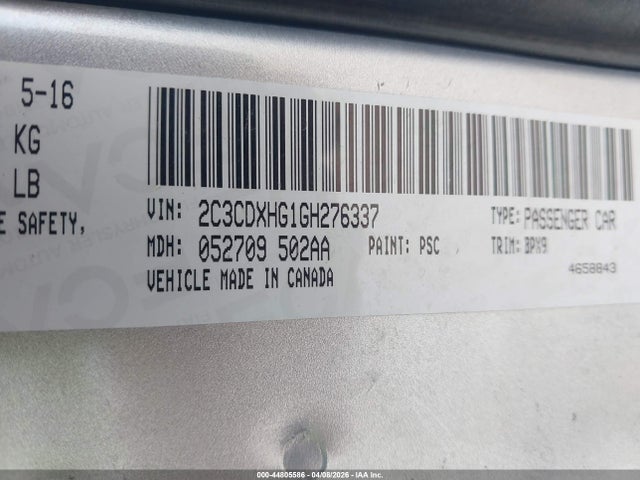 5-16
KG
LB
E SAFETY,
VIN: 2C3CDXHG1GH276337
TYPE: PASSENGER CAR
MDH: 052709 502AA
PAINT: PSC
TRIM: BPX9
VEHICLE MADE IN CANADA
4658843
000-44805586 - 04/08/2026 - IAA Inc.